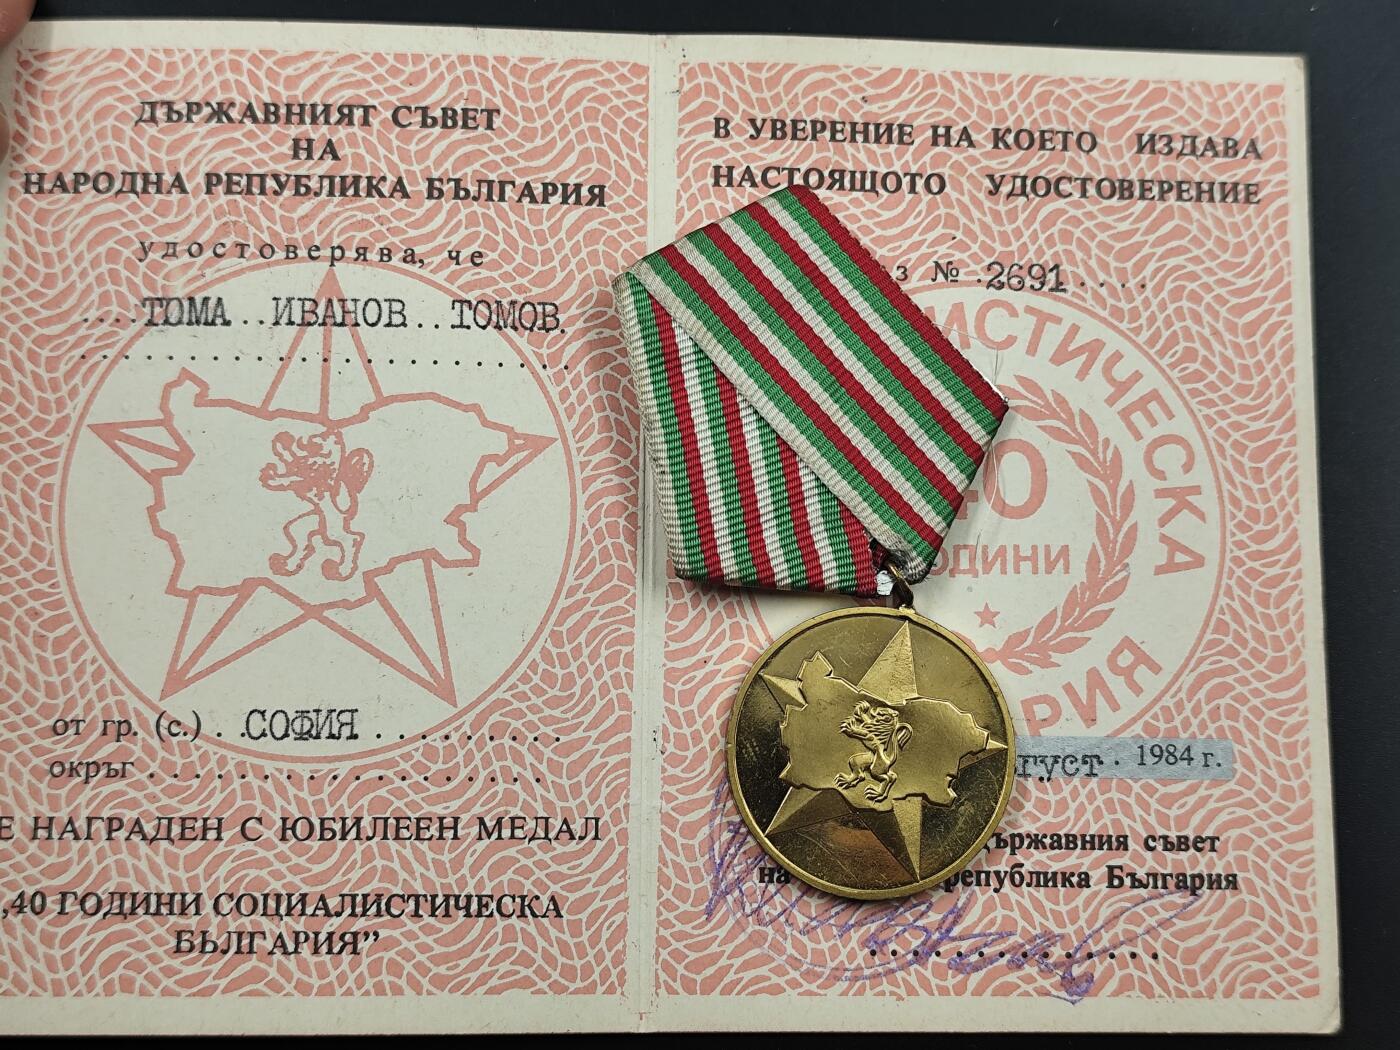 ДЪРЖАВНИЯТ СЪВЕТ
НА
НАРОДНА РЕПУБЛИКА БЪЛГАРИЯ
удостоверява, че
ТОМА ИВАНОВ ТОМОВ.
от гр. (с.) СОФИЯ
окръг
Е НАГРАДЕН С ЮБИЛЕЕН МЕДАЛ
„40 ГОДИНИ СОЦИАЛИСТИЧЕСКА
БЪЛГАРИЯ”
В УВЕРЕНИЕ НА КОЕТО ИЗДАВА
НАСТОЯЩОТО УДОСТОВЕРЕНИЕ
№ 2691
1984 г.
Държавния съвет
на република България